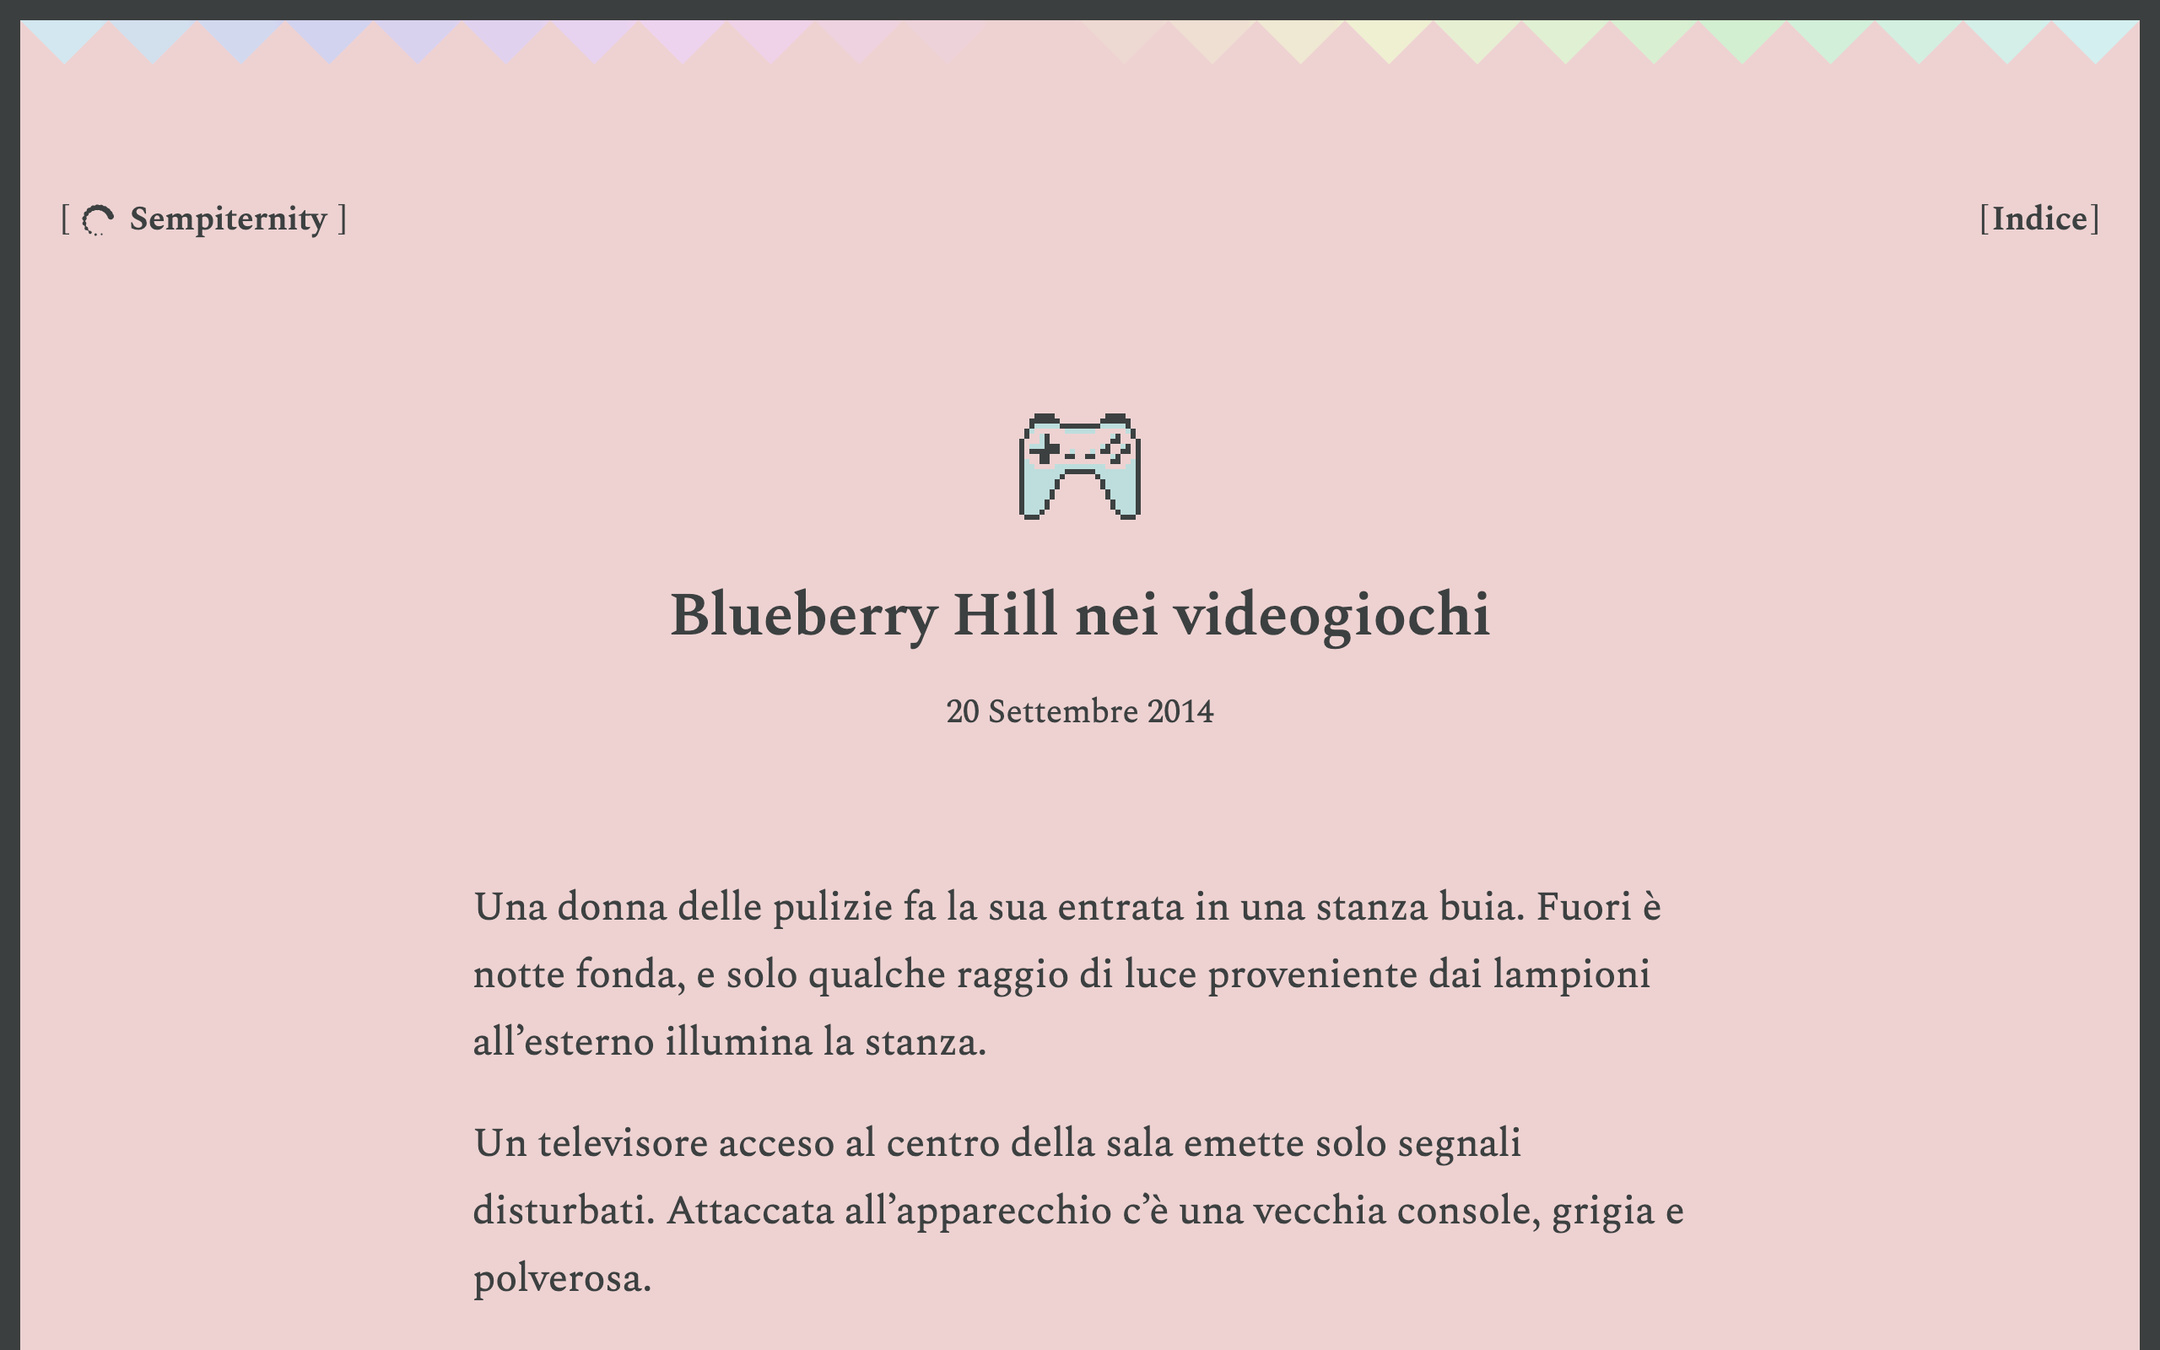 [ Sempiternity ]
[Indice]
Blueberry Hill nei videogiochi
20 Settembre 2014
Una donna delle pulizie fa la sua entrata in una stanza buia. Fuori è
notte fonda, e solo qualche raggio di luce proveniente dai lampioni
all’esterno illumina la stanza.
Un televisore acceso al centro della sala emette solo segnali
disturbati. Attaccata all’apparecchio c’è una vecchia console, grigia e
polverosa.